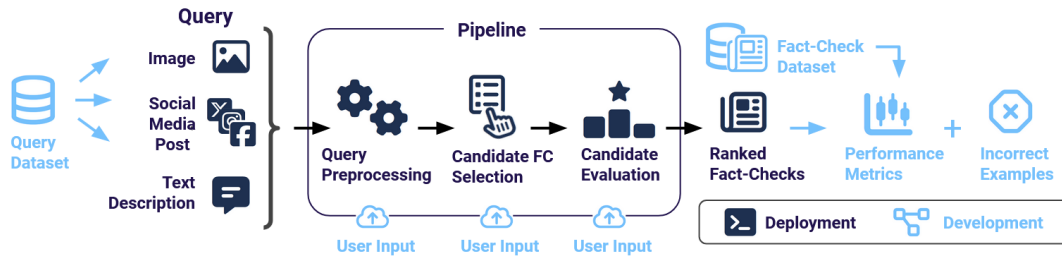 Query
Pipeline
Image
Social
Media
Post
Text
Description
Query
Dataset
Query
Preprocessing
Candidate FC
Selection
Candidate
Evaluation
User Input
User Input
User Input
Fact-Check
Dataset
Ranked
Fact-Checks
Performance
Metrics
+
Incorrect
Examples
Deployment
Development